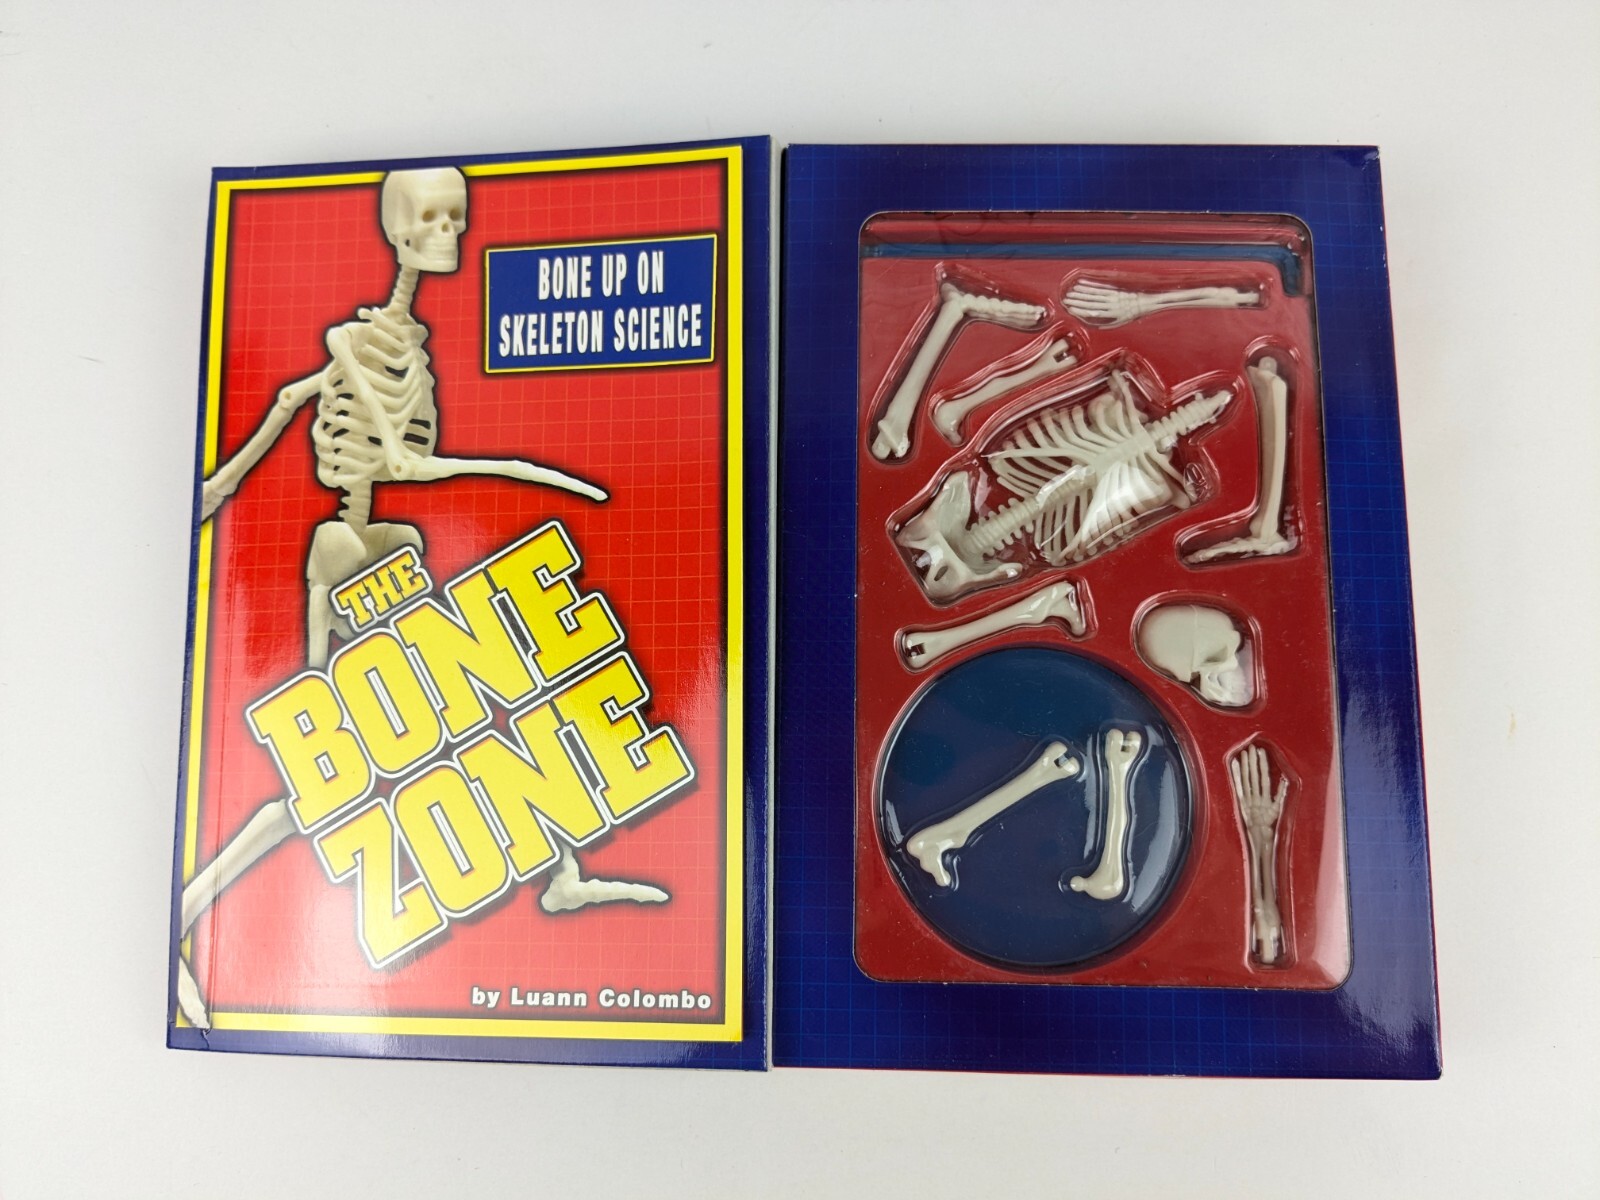 BONE UP ON
SKELETON SCIENCE
THE
BONE
ZONE
by Luann Colombo